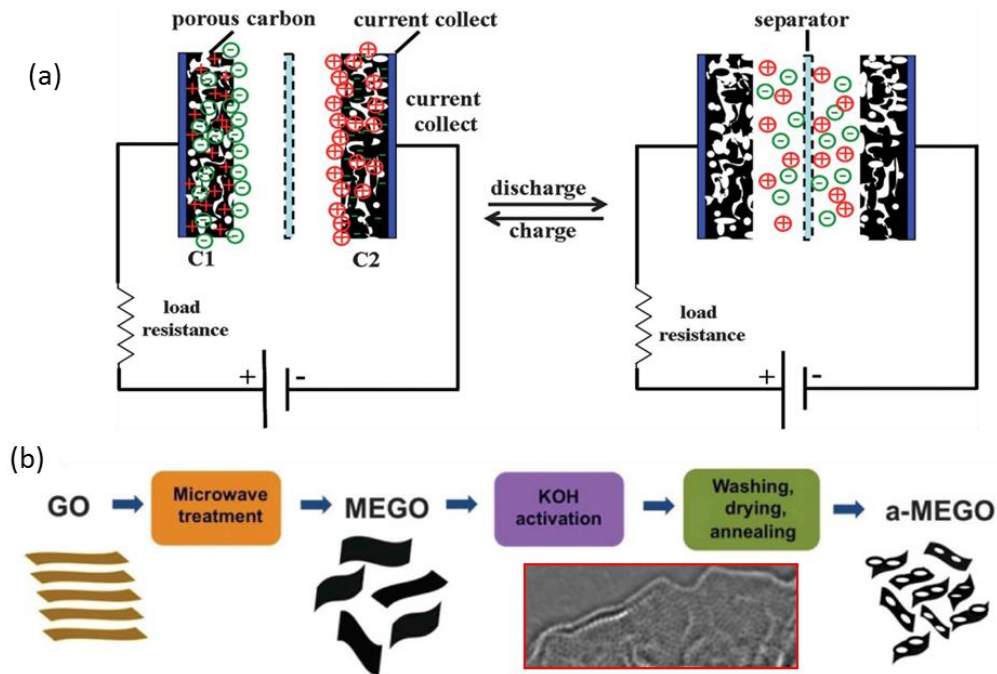 (a)
porous carbon
current collect
separator
current
collect
C1
C2
discharge
charge
load
resistance
+
-
load
resistance
+
-
(b)
GO
Microwave
treatment
MEGO
KOH
activation
Washing,
drying,
annealing
a-MEGO